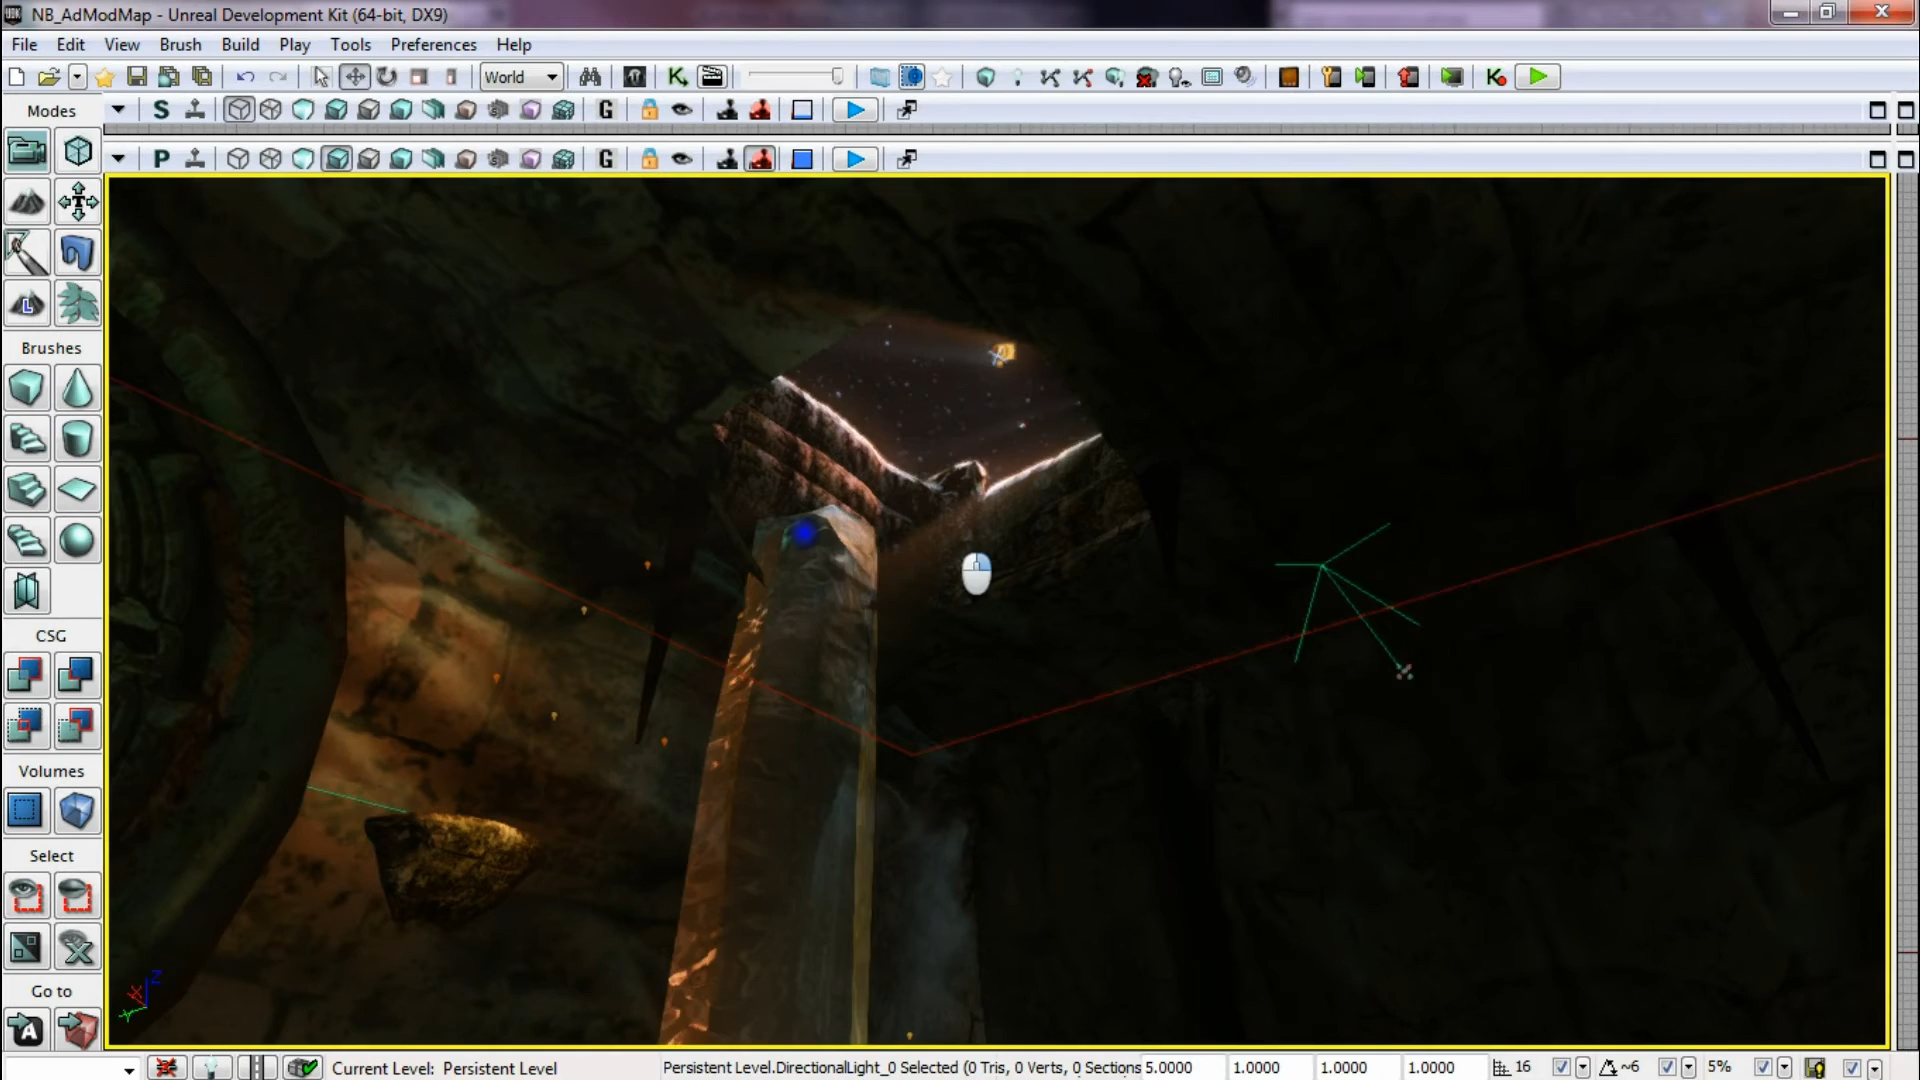 NB_AdModMap - Unreal Development Kit (64-bit, DX9)
File Edit View Brush Build Play Tools Preferences Help
World
Modes
S G
P G
Brushes
CSG
Volumes
Select
Go to
Z
X
Y
Current Level: Persistent Level
Persistent Level.DirectionalLight_0 Selected (0 Tris, 0 Verts, 0 Sections
5.0000 1.0000 1.0000 1.0000 16 ~6 5%